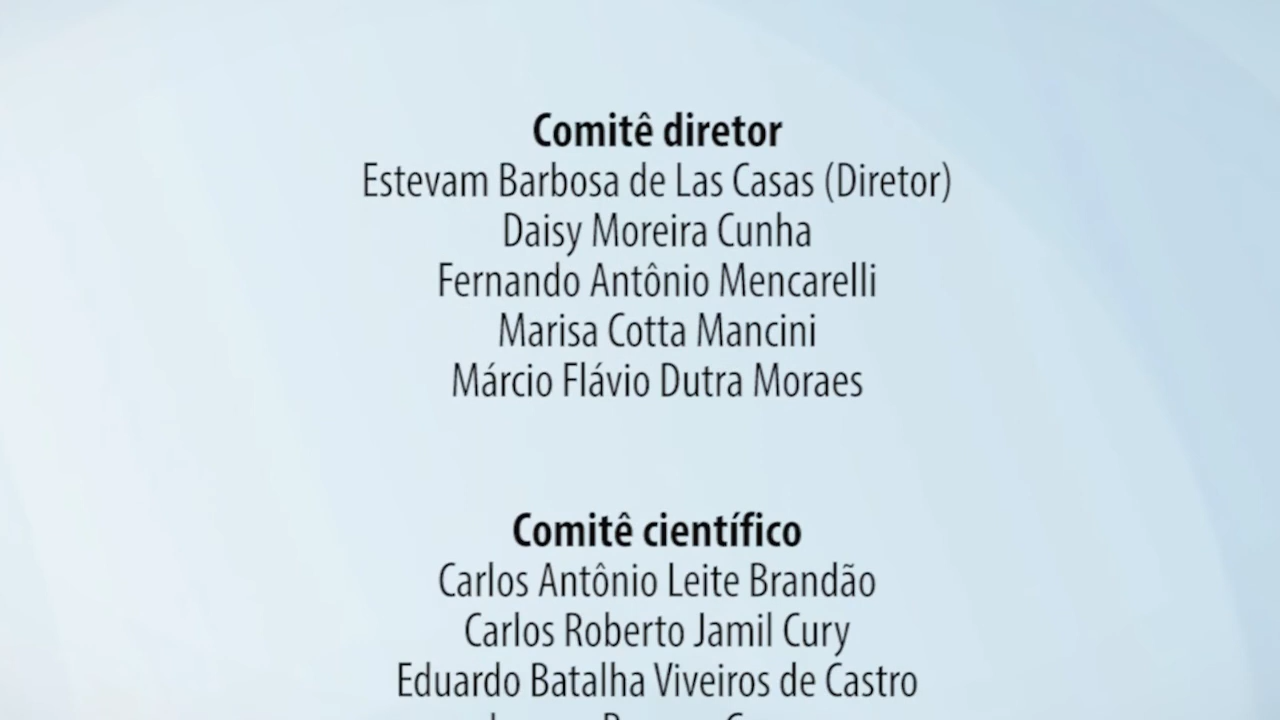 Comitê diretor
Estevam Barbosa de Las Casas (Diretor)
Daisy Moreira Cunha
Fernando Antônio Mencarelli
Marisa Cotta Mancini
Márcio Flávio Dutra Moraes
Comitê científico
Carlos Antônio Leite Brandão
Carlos Roberto Jamil Cury
Eduardo Batalha Viveiros de Castro